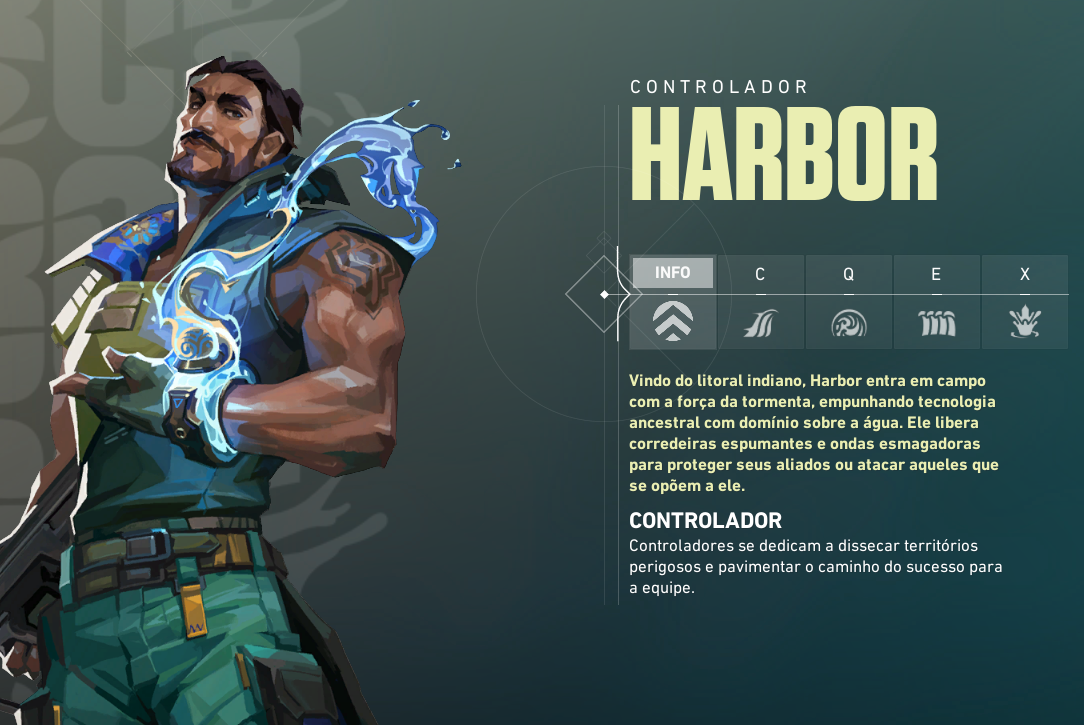 CONTROLADOR
HARBOR
INFO C Q E X
Vindo do litoral indiano, Harbor entra em campo
com a força da tormenta, empunhando tecnologia
ancestral com domínio sobre a água. Ele libera
corredeiras espumantes e ondas esmagadoras
para proteger seus aliados ou atacar aqueles que
se opõem a ele.
CONTROLADOR
Controladores se dedicam a dissecar territórios
perigosos e pavimentar o caminho do sucesso para
a equipe.